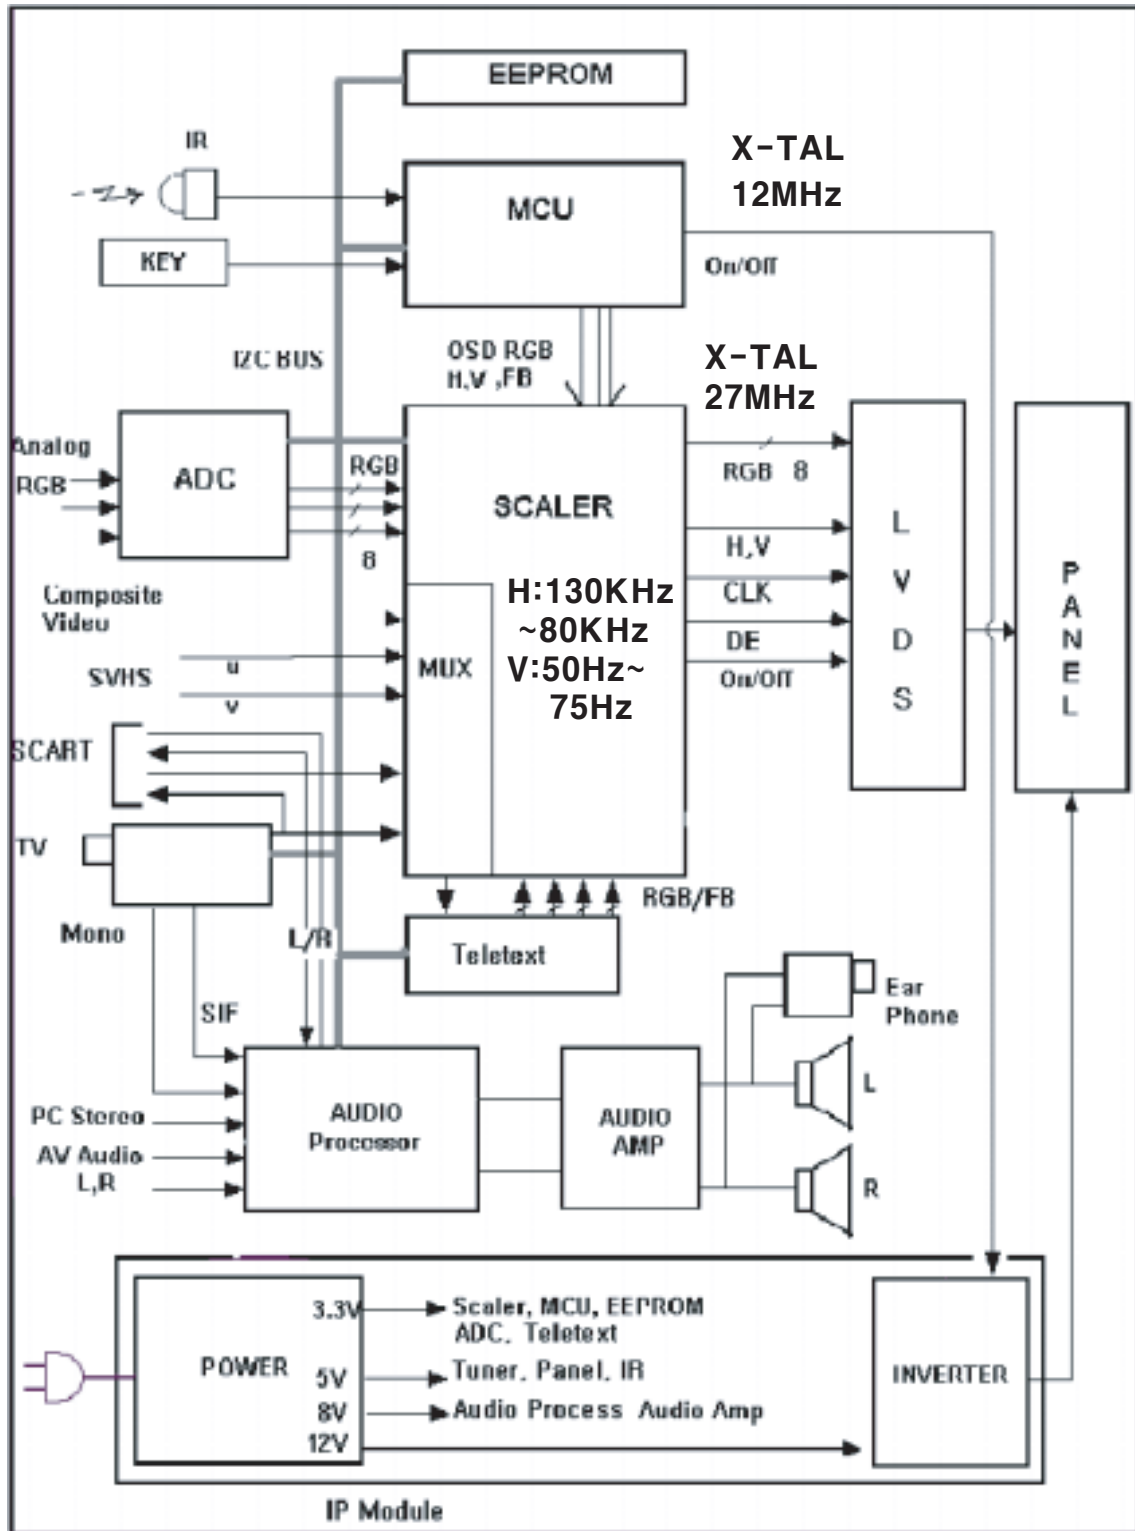 EEPROM
IR
X-TAL
12MHz
MCU
KEY
On/Off
I2C BUS
OSD RGB
H,V ,FB
X-TAL
27MHz
Analog
RGB
ADC
RGB
8
SCALER
RGB 8
H,V
CLK
DE
On/Off
L
V
D
S
P
A
N
E
L
Composite
Video
H:130KHz
~80KHz
V:50Hz~
75Hz
MUX
SVHS
u
v
SCART
TV
Mono
L/R
RGB/FB
Teletext
SIF
Ear
Phone
L
R
PC Stereo
AV Audio
L,R
AUDIO
Processor
AUDIO
AMP
3.3V
Scaler, MCU, EEPROM
ADC, Teletext
POWER
5V
Tuner, Panel, IR
8V
Audio Process Audio Amp
12V
INVERTER
IP Module